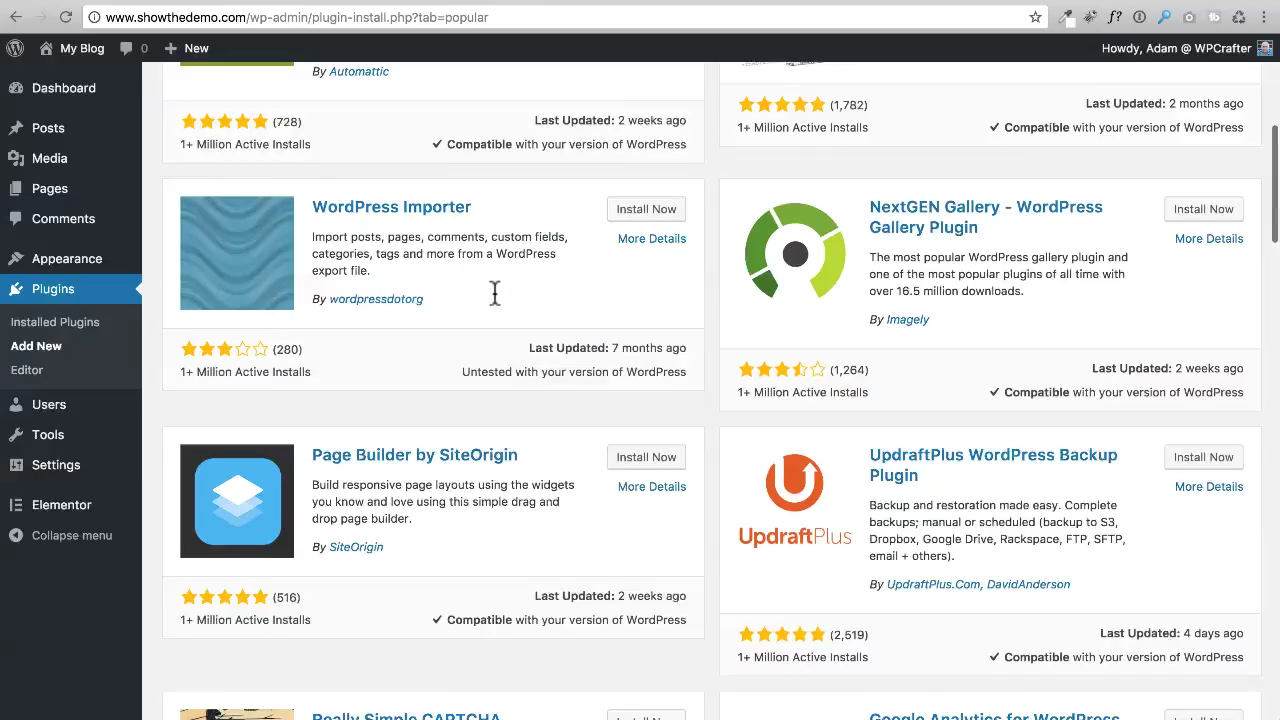 www.showthedemo.com/wp-admin/plugin-install.php?tab=popular
My Blog
0
New
Howdy, Adam @ WPCrafter
Dashboard
Posts
Media
Pages
Comments
Appearance
Plugins
Installed Plugins
Add New
Editor
Users
Tools
Settings
Elementor
Collapse menu
By Automattic
(728)
Last Updated: 2 weeks ago
1+ Million Active Installs
Compatible with your version of WordPress
(1,782)
Last Updated: 2 months ago
1+ Million Active Installs
Compatible with your version of WordPress
WordPress Importer
Install Now
More Details
Import posts, pages, comments, custom fields,
categories, tags and more from a WordPress
export file.
By wordpressdotorg
(280)
Last Updated: 7 months ago
1+ Million Active Installs
Untested with your version of WordPress
NextGEN Gallery - WordPress
Gallery Plugin
Install Now
More Details
The most popular WordPress gallery plugin and
one of the most popular plugins of all time with
over 16.5 million downloads.
By Imagely
(1,264)
Last Updated: 2 weeks ago
1+ Million Active Installs
Compatible with your version of WordPress
Page Builder by SiteOrigin
Install Now
More Details
Build responsive page layouts using the widgets
you know and love using this simple drag and
drop page builder.
By SiteOrigin
(516)
Last Updated: 2 weeks ago
1+ Million Active Installs
Compatible with your version of WordPress
UpdraftPlus
UpdraftPlus WordPress Backup
Plugin
Install Now
More Details
Backup and restoration made easy. Complete
backups; manual or scheduled (backup to S3,
Dropbox, Google Drive, Rackspace, FTP, SFTP,
email + others).
By UpdraftPlus.Com, DavidAnderson
(2,519)
Last Updated: 4 days ago
1+ Million Active Installs
Compatible with your version of WordPress
Really Simple CAPTCHA
Install Now
Google Analytics for WordPress
Install Now